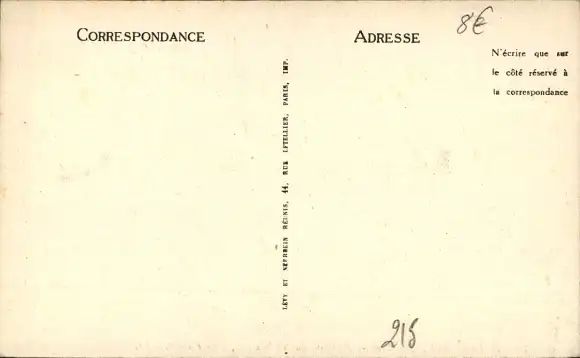 CORRESPONDANCE
ADRESSE
8€
N'écrire que sur
le côté réservé à
la correspondance
LÉVY ET NEURDEIN RÉUNIS, 44, RUE LETELLIER, PARIS, IMP.
215